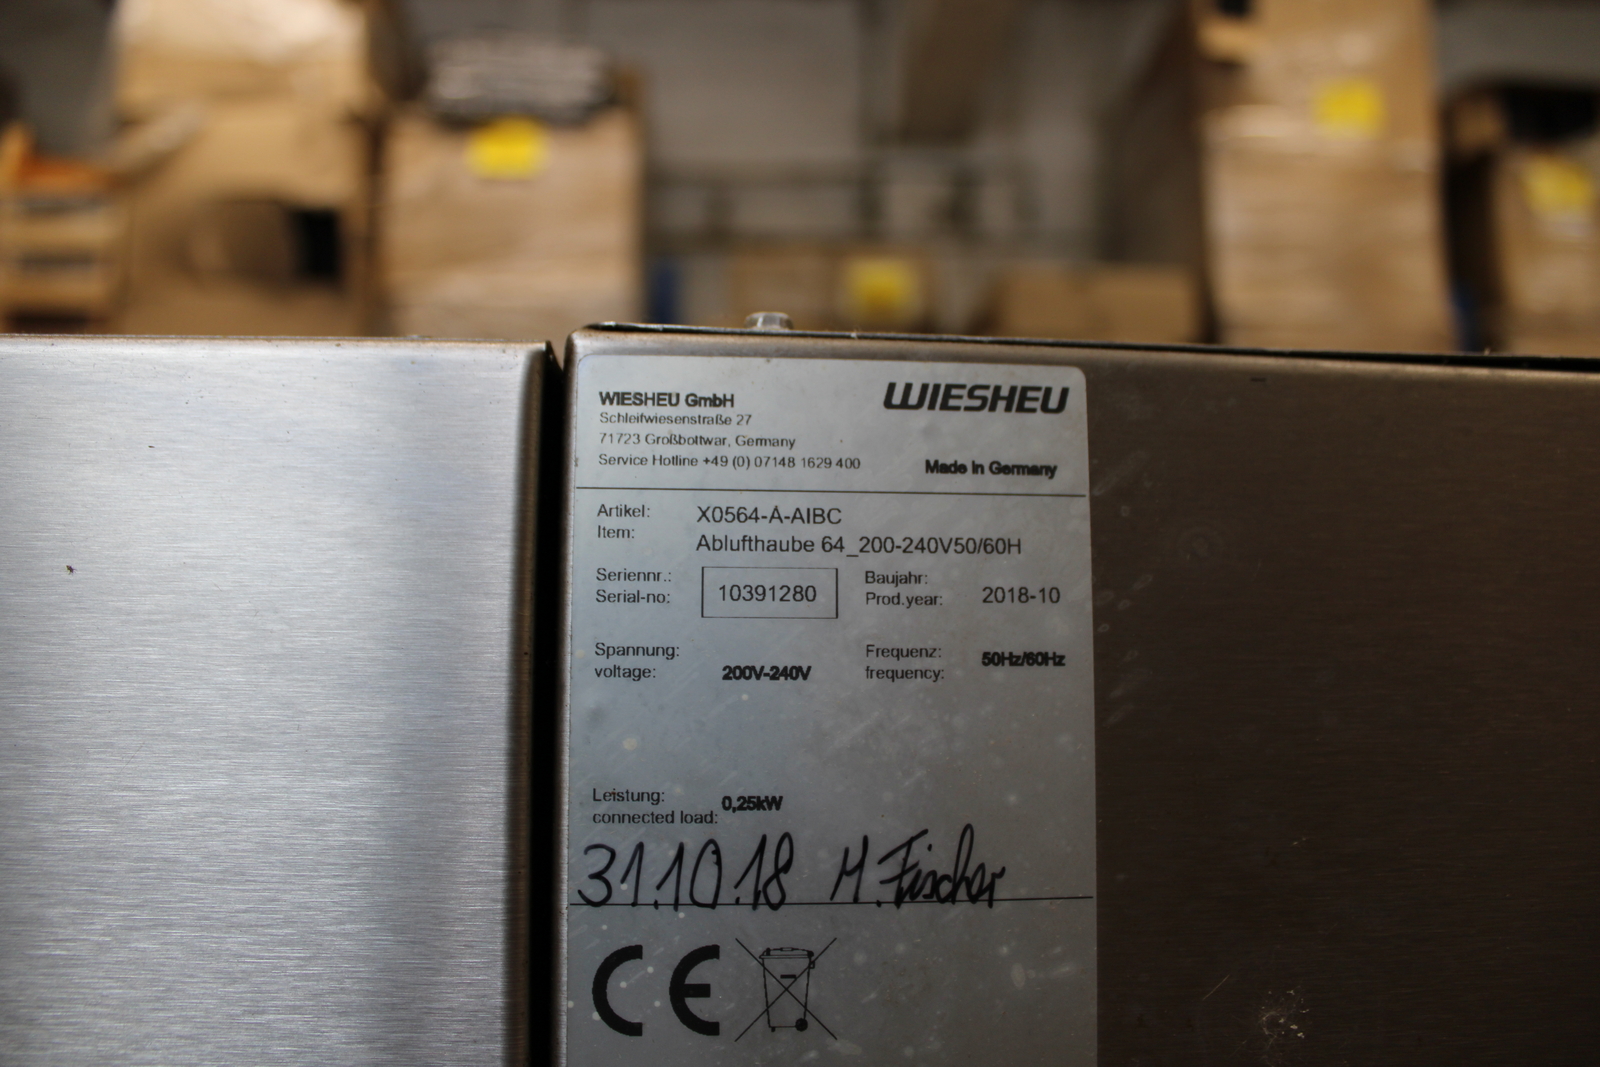 WIESHEU GmbH
WIESHEU
Schleifwiesenstraße 27
71723 Großbottwar, Germany
Service Hotline +49 (0) 07148 1629 400
Made in Germany
Artikel: X0564-A-AIBC
Item: Ablufthaube 64_200-240V50/60H
Seriennr.: Baujahr:
Serial-no: 10391280 Prod.year: 2018-10
Spannung: Frequenz: 50Hz/60Hz
voltage: 200V-240V frequency:
Leistung: 0,25kW
connected load:
31.10.18 M.Fischer
CE